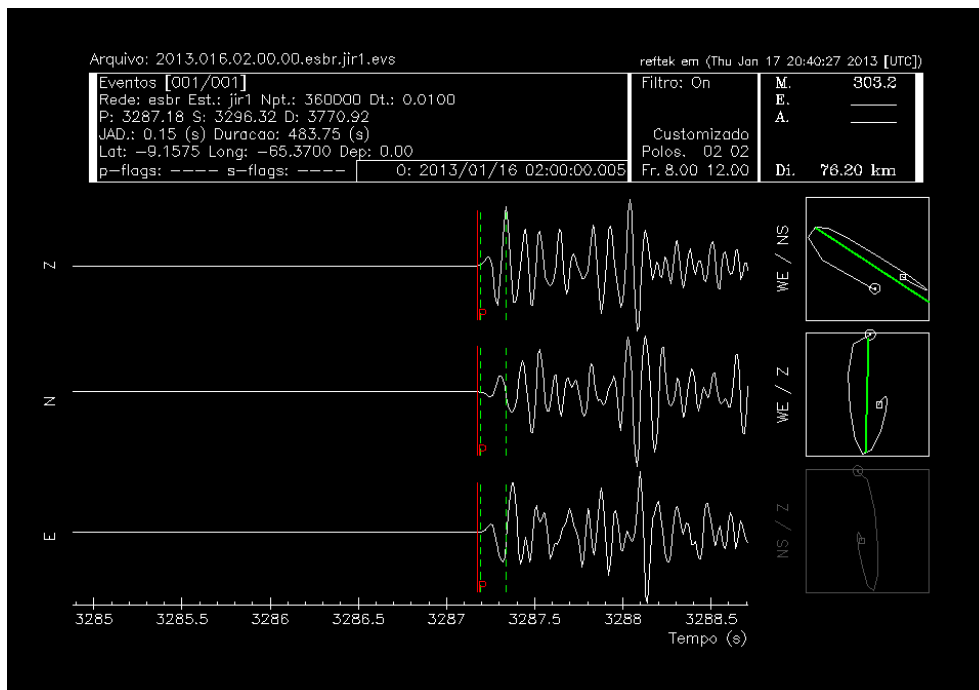 Arquivo: 2013.016.02.00.00.esbr.jir1.evs
reftek em (Thu Jan 17 20:40:27 2013 [UTC])
Eventos [001/001]
Rede: esbr Est.: jir1 Npt.: 360000 Dt.: 0.0100
P: 3287.18 S: 3296.32 D: 3770.92
JAD.: 0.15 (s) Duracao: 483.75 (s)
Lat: -9.1575 Long: -65.3700 Dep: 0.00
p-flags: ---- s-flags: ----
O: 2013/01/16 02:00:00.005
Filtro: On
Customizado
Polos. 02 02
Fr. 8.00 12.00
M. 303.2
E. ____
A. ____
Di. 76.20 km
Z
N
E
WE / NS
WE / Z
NS / Z
3285 3285.5 3286 3286.5 3287 3287.5 3288 3288.5
Tempo (s)